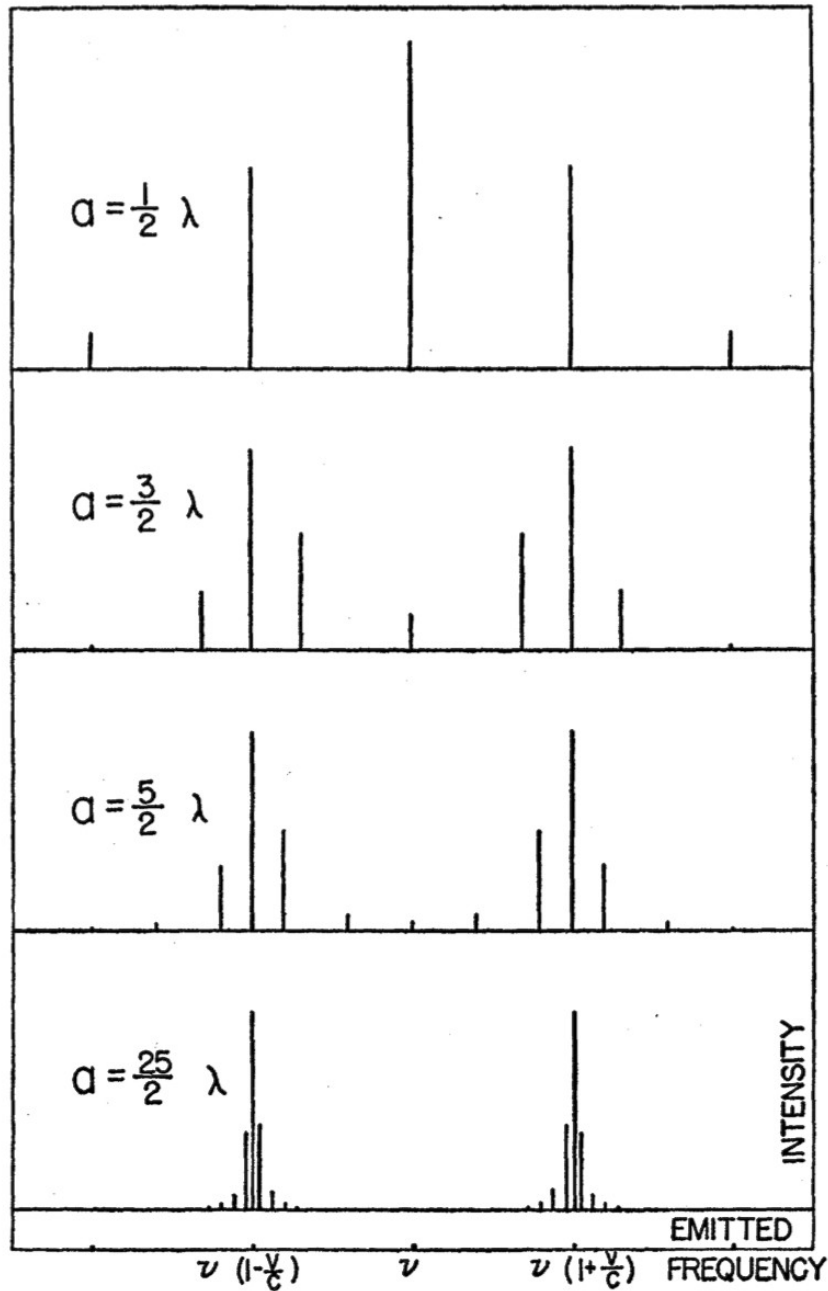 a = 1/2 λ
a = 3/2 λ
a = 5/2 λ
a = 25/2 λ
INTENSITY
EMITTED
ν (1-v/c) ν ν (1+v/c) FREQUENCY